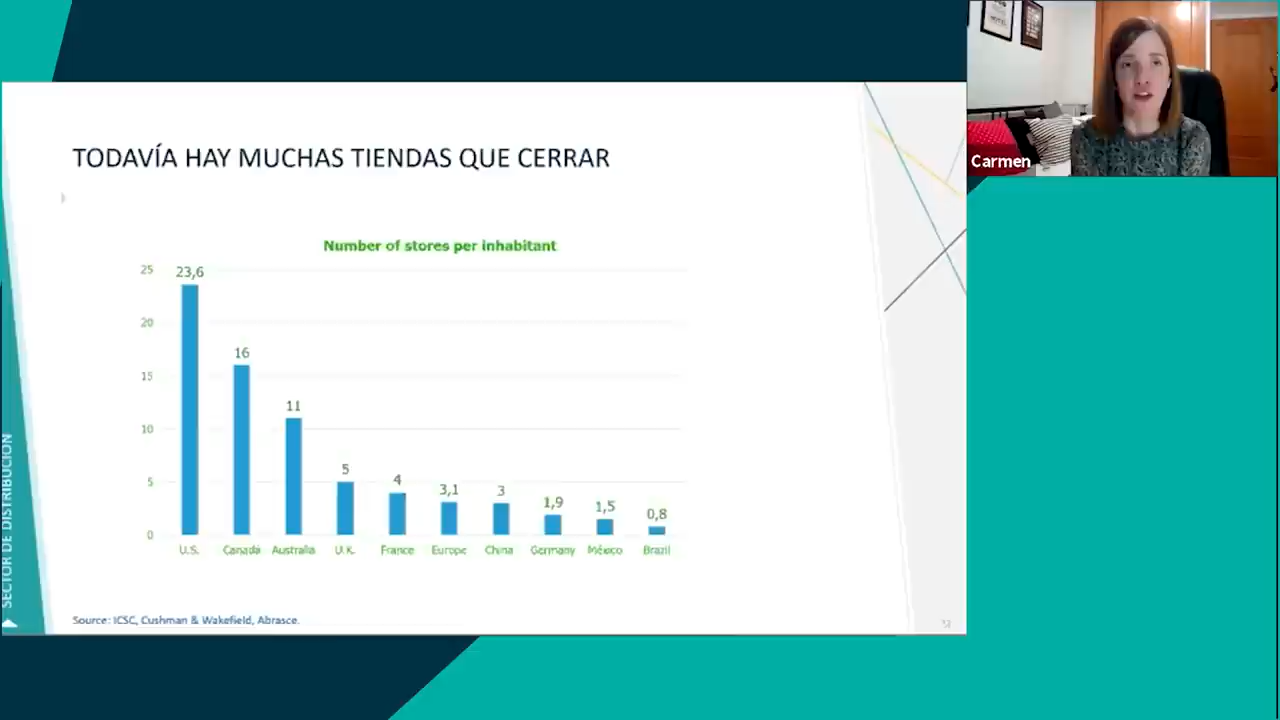 TODAVÍA HAY MUCHAS TIENDAS QUE CERRAR
Number of stores per inhabitant
25
20
15
10
5
0
23,6
16
11
5
4
3,1
3
1,9
1,5
0,8
U.S.
Canadá
Australia
U.K.
France
Europe
China
Germany
México
Brazil
Source: ICSC, Cushman & Wakefield, Abrasce.
SECTOR DE DISTRIBUCIÓN
Carmen